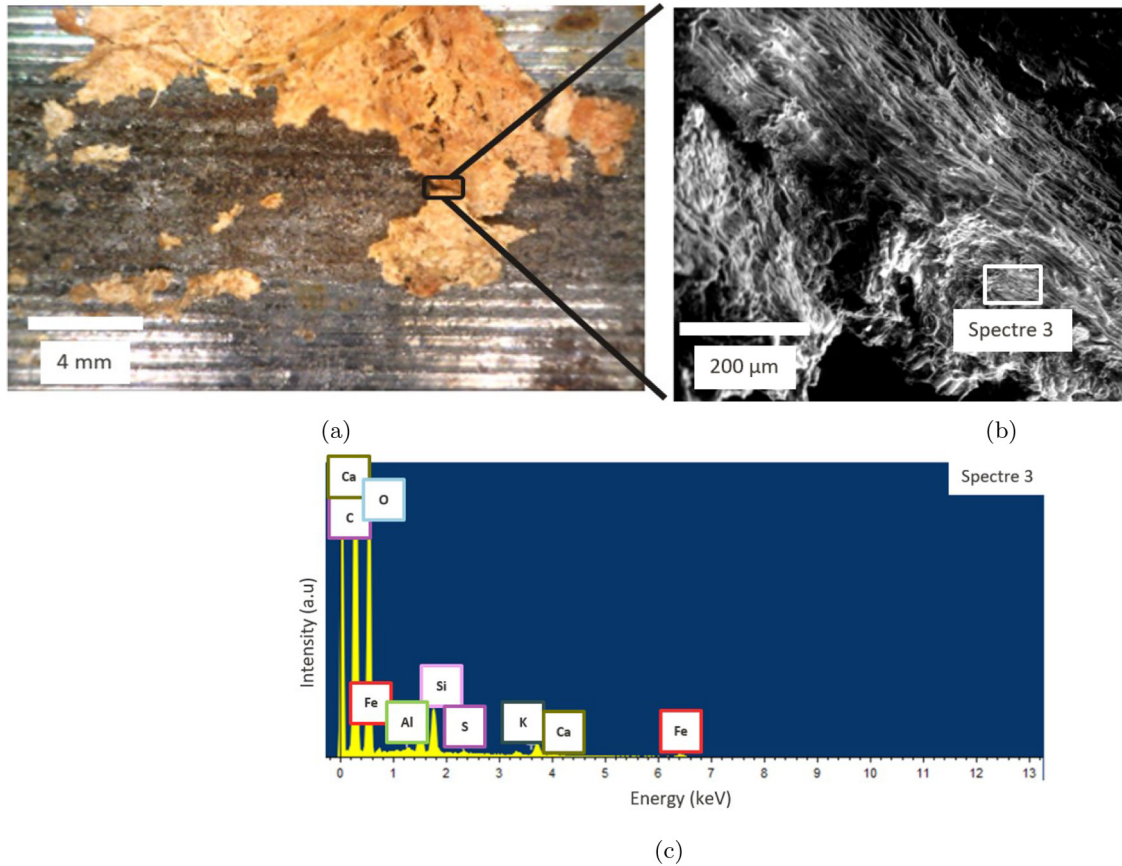 4 mm
200 µm
Spectre 3
(a)
(b)
Spectre 3
Ca
C
O
Fe
Al
Si
S
K
Ca
Fe
Intensity (a.u)
0 1 2 3 4 5 6 7 8 9 10 11 12 13
Energy (keV)
(c)